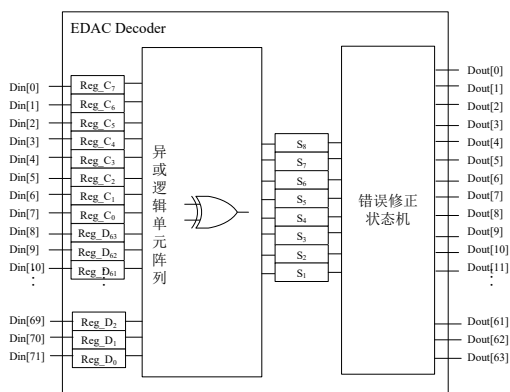 EDAC Decoder
Din[0]
Din[1]
Din[2]
Din[3]
Din[4]
Din[5]
Din[6]
Din[7]
Din[8]
Din[9]
Din[10]
Din[69]
Din[70]
Din[71]
Reg_C7
Reg_C6
Reg_C5
Reg_C4
Reg_C3
Reg_C2
Reg_C1
Reg_C0
Reg_D63
Reg_D62
Reg_D61
Reg_D2
Reg_D1
Reg_D0
异或逻辑单元阵列
S8
S7
S6
S5
S4
S3
S2
S1
错误修正
状态机
Dout[0]
Dout[1]
Dout[2]
Dout[3]
Dout[4]
Dout[5]
Dout[6]
Dout[7]
Dout[8]
Dout[9]
Dout[10]
Dout[11]
Dout[61]
Dout[62]
Dout[63]